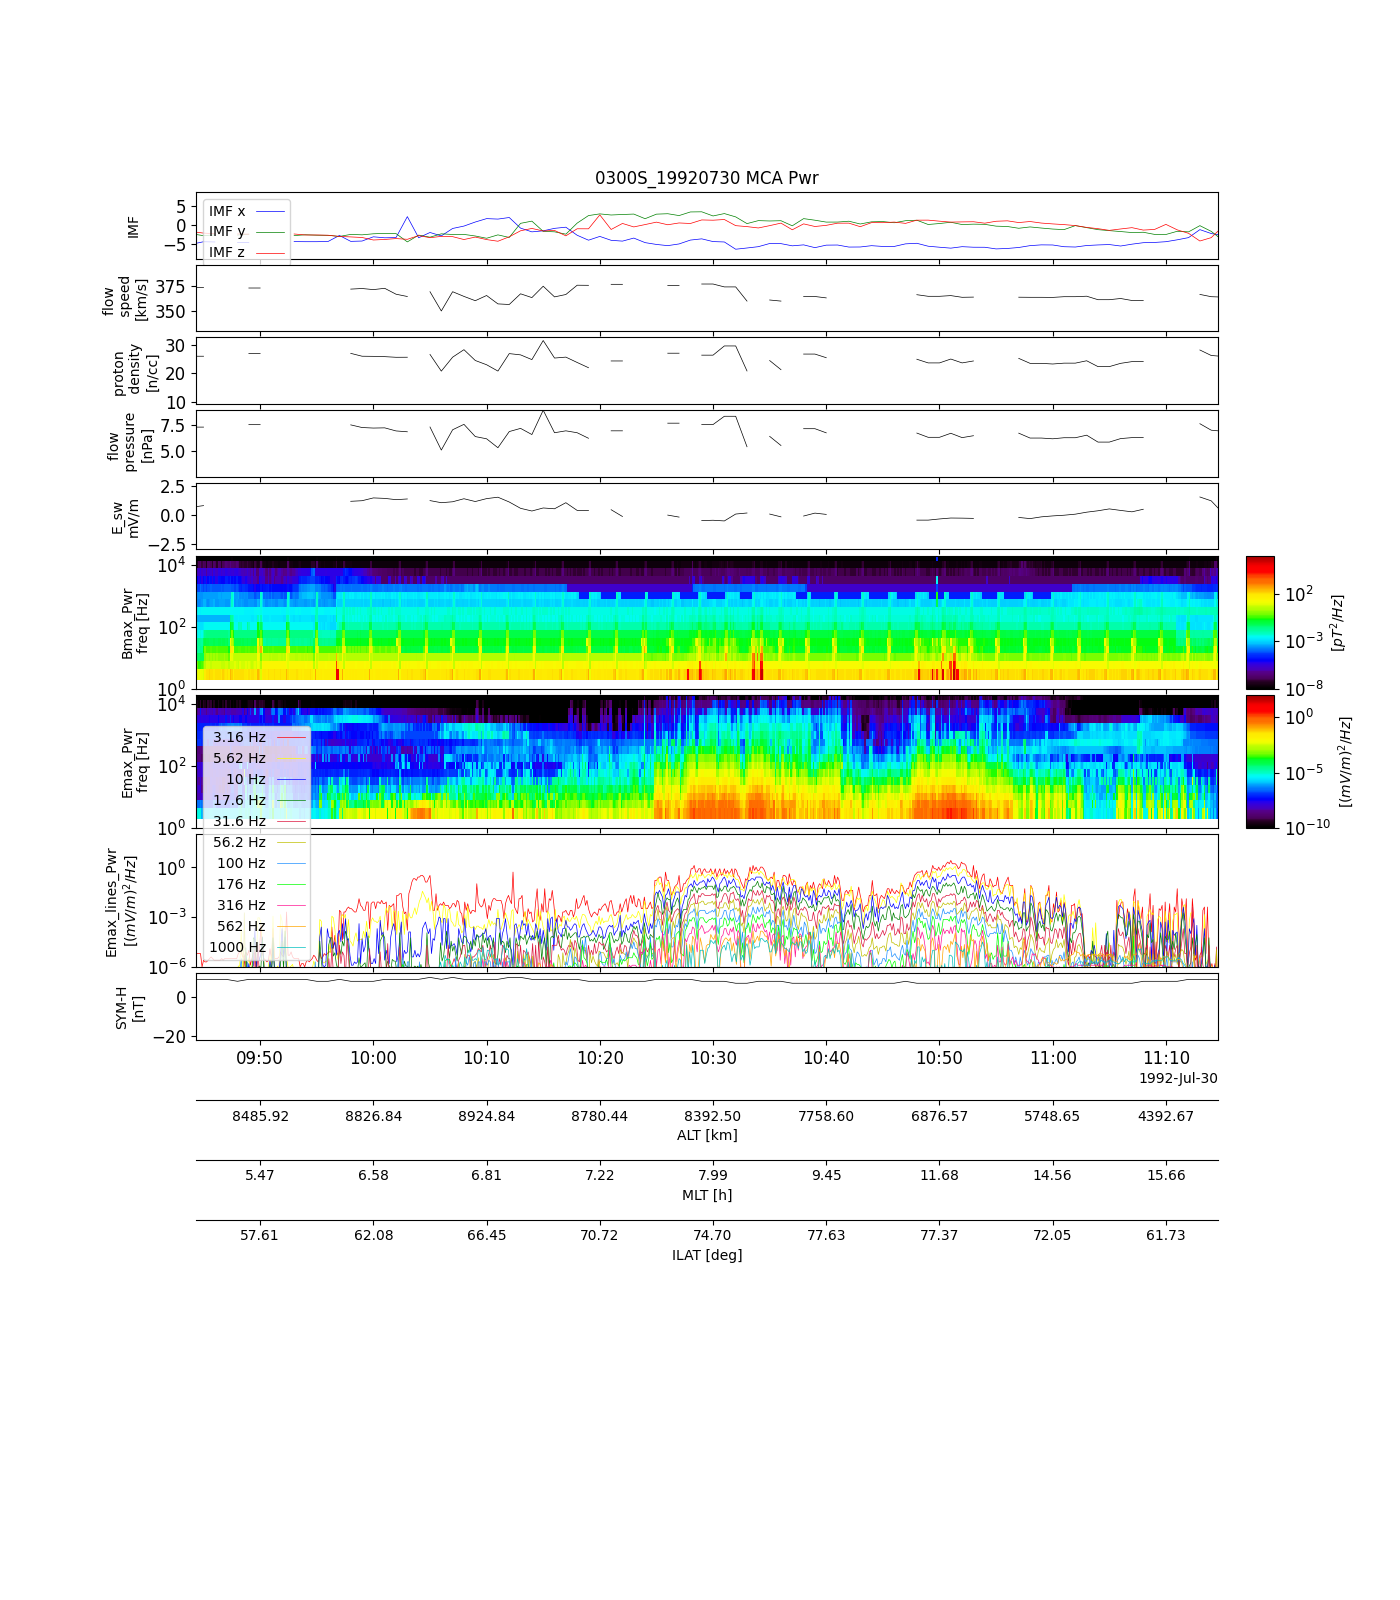 0300S_19920730 MCA Pwr
5
0
−5
IMF
IMF x
IMF y
IMF z
375
350
flow
speed
[km/s]
30
20
10
proton
density
[n/cc]
7.5
5.0
flow
pressure
[nPa]
2.5
0.0
−2.5
E_sw
mV/m
10^4
10^2
10^0
Bmax_Pwr
freq [Hz]
10^2
10^−3
10^−8
[pT^2/Hz]
10^4
10^2
10^0
Emax_Pwr
freq [Hz]
10^0
10^−5
10^−10
[(mV/m)^2/Hz]
3.16 Hz
5.62 Hz
10 Hz
17.6 Hz
31.6 Hz
56.2 Hz
100 Hz
176 Hz
316 Hz
562 Hz
1000 Hz
10^0
10^−3
10^−6
Emax_lines_Pwr
[(mV/m)^2/Hz]
0
−20
SYM-H
[nT]
09:50 10:00 10:10 10:20 10:30 10:40 10:50 11:00 11:10
1992-Jul-30
8485.92 8826.84 8924.84 8780.44 8392.50 7758.60 6876.57 5748.65 4392.67
ALT [km]
5.47 6.58 6.81 7.22 7.99 9.45 11.68 14.56 15.66
MLT [h]
57.61 62.08 66.45 70.72 74.70 77.63 77.37 72.05 61.73
ILAT [deg]